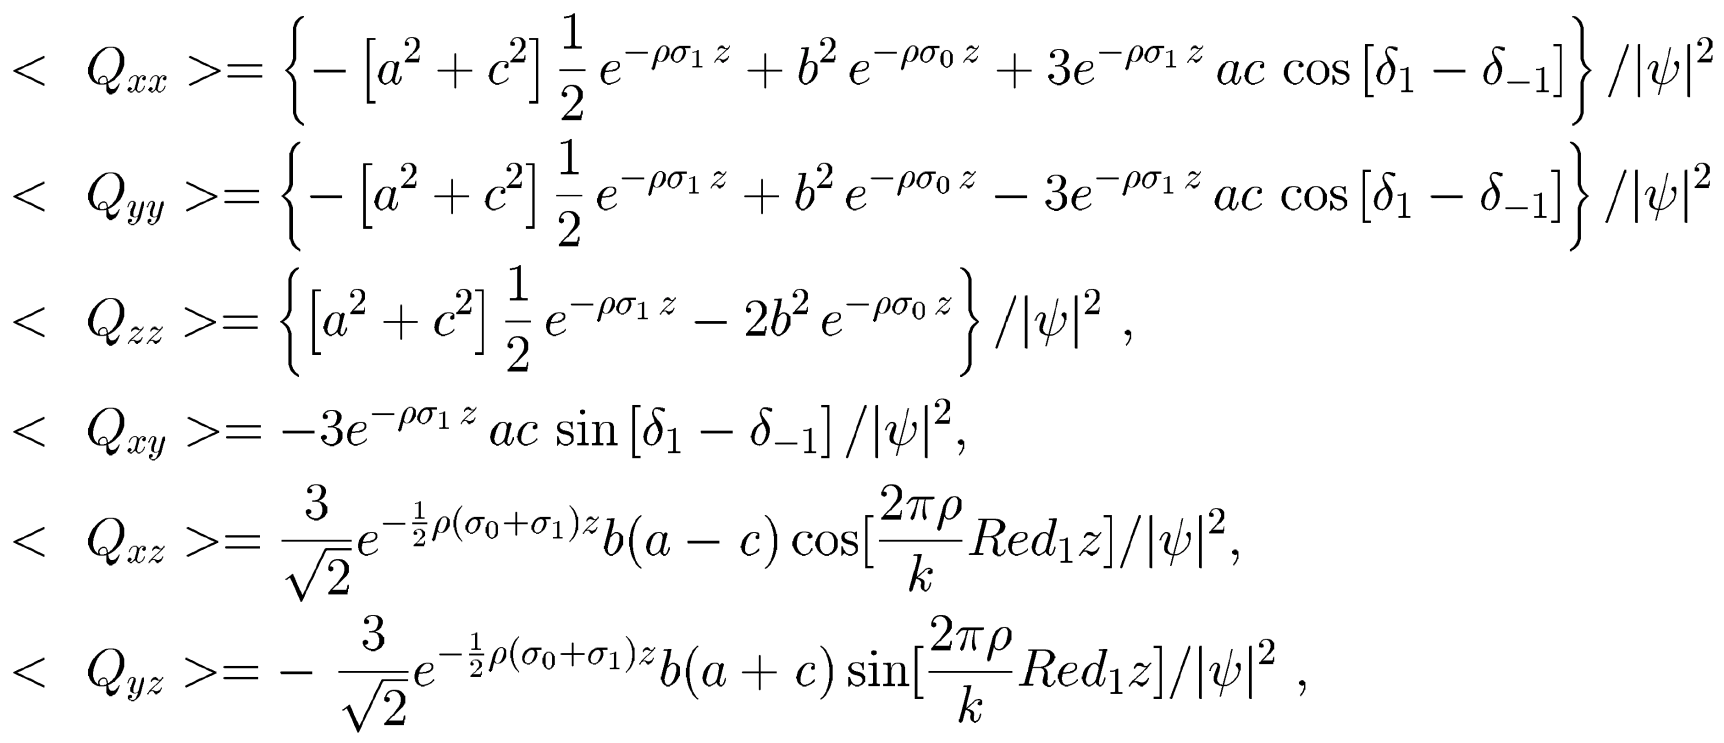 $< Q_{xx} >= \left\{ -\left[a^2 + c^2\right] \frac{1}{2} \, e^{-\rho\sigma_1 \, z} + b^2 \, e^{-\rho\sigma_0 \, z} + 3e^{-\rho\sigma_1 \, z} \, ac \, \cos\left[\delta_1 - \delta_{-1}\right] \right\} / |\psi|^2$
$< Q_{yy} >= \left\{ -\left[a^2 + c^2\right] \frac{1}{2} \, e^{-\rho\sigma_1 \, z} + b^2 \, e^{-\rho\sigma_0 \, z} - 3e^{-\rho\sigma_1 \, z} \, ac \, \cos\left[\delta_1 - \delta_{-1}\right] \right\} / |\psi|^2$
$< Q_{zz} >= \left\{ \left[a^2 + c^2\right] \frac{1}{2} \, e^{-\rho\sigma_1 \, z} - 2b^2 \, e^{-\rho\sigma_0 \, z} \right\} / |\psi|^2 \ ,$
$< Q_{xy} >= -3e^{-\rho\sigma_1 \, z} \, ac \, \sin\left[\delta_1 - \delta_{-1}\right] / |\psi|^2,$
$< Q_{xz} >= \frac{3}{\sqrt{2}} e^{-\frac{1}{2}\rho(\sigma_0 + \sigma_1)z} b(a - c) \cos[\frac{2\pi\rho}{k} Red_1 z] / |\psi|^2,$
$< Q_{yz} >= - \frac{3}{\sqrt{2}} e^{-\frac{1}{2}\rho(\sigma_0 + \sigma_1)z} b(a + c) \sin[\frac{2\pi\rho}{k} Red_1 z] / |\psi|^2 \ ,$